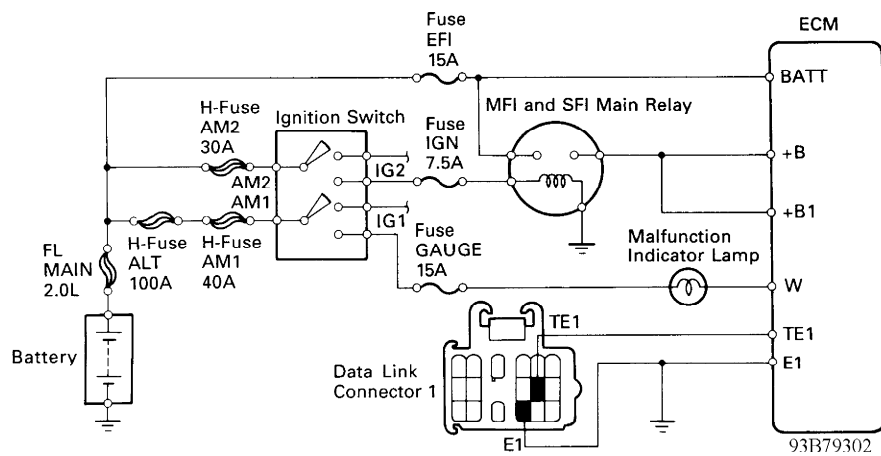 Fuse
EFI
15A
ECM
BATT
H-Fuse
AM2
30A
Ignition Switch
Fuse
IGN
7.5A
MFI and SFI Main Relay
+B
IG2
AM2
AM1
IG1
+B1
FL
MAIN
2.0L
H-Fuse
ALT
100A
H-Fuse
AM1
40A
Fuse
GAUGE
15A
Malfunction
Indicator Lamp
W
Battery
TE1
TE1
Data Link
Connector 1
E1
E1
93B79302